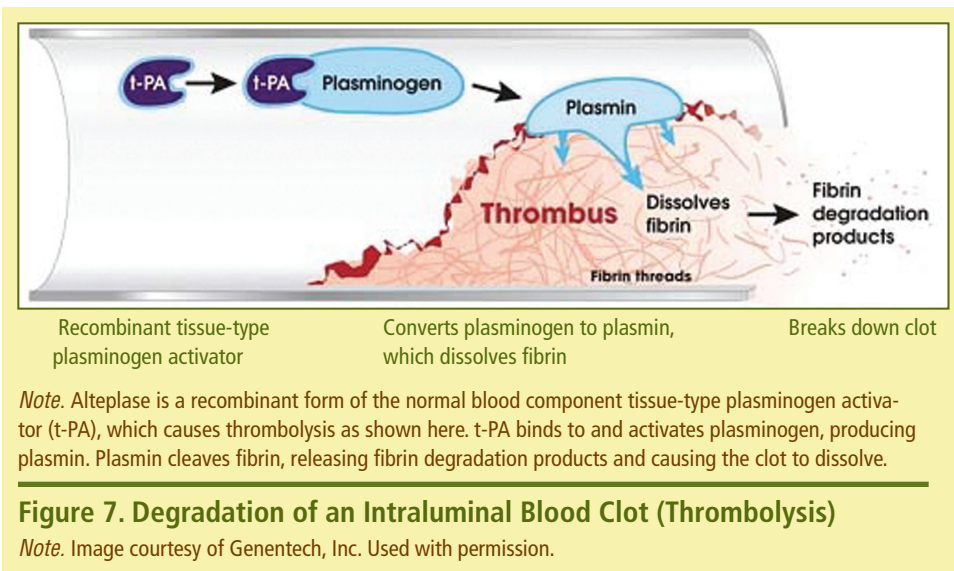 t-PA
t-PA Plasminogen
Plasmin
Thrombus
Dissolves
fibrin
Fibrin
degradation
products
Fibrin threads
Recombinant tissue-type
plasminogen activator
Converts plasminogen to plasmin,
which dissolves fibrin
Breaks down clot
Note. Alteplase is a recombinant form of the normal blood component tissue-type plasminogen activa-
tor (t-PA), which causes thrombolysis as shown here. t-PA binds to and activates plasminogen, producing
plasmin. Plasmin cleaves fibrin, releasing fibrin degradation products and causing the clot to dissolve.
Figure 7. Degradation of an Intraluminal Blood Clot (Thrombolysis)
Note. Image courtesy of Genentech, Inc. Used with permission.